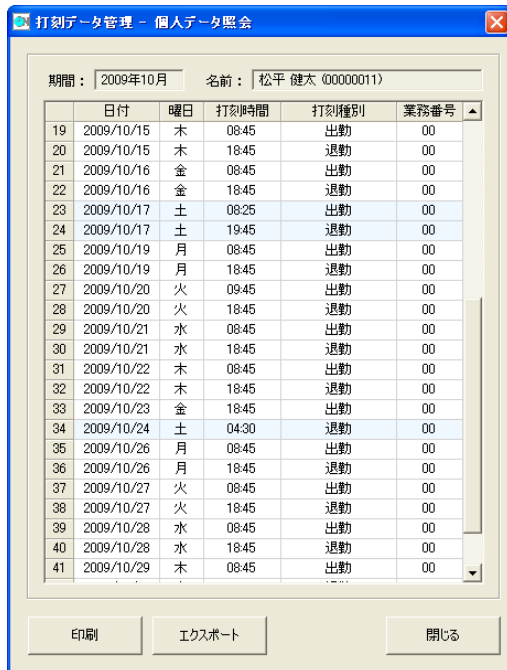 打刻データ管理 - 個人データ照会
期間： 2009年10月 名前： 松平 健太 (00000011)
日付 曜日 打刻時間 打刻種別 業務番号
19 2009/10/15 木 08:45 出勤 00
20 2009/10/15 木 18:45 退勤 00
21 2009/10/16 金 08:45 出勤 00
22 2009/10/16 金 18:45 退勤 00
23 2009/10/17 土 08:25 出勤 00
24 2009/10/17 土 19:45 退勤 00
25 2009/10/19 月 08:45 出勤 00
26 2009/10/19 月 18:45 退勤 00
27 2009/10/20 火 09:45 出勤 00
28 2009/10/20 火 18:45 退勤 00
29 2009/10/21 水 08:45 出勤 00
30 2009/10/21 水 18:45 退勤 00
31 2009/10/22 木 08:45 出勤 00
32 2009/10/22 木 18:45 退勤 00
33 2009/10/23 金 18:45 出勤 00
34 2009/10/24 土 04:30 退勤 00
35 2009/10/26 月 08:45 出勤 00
36 2009/10/26 月 18:45 退勤 00
37 2009/10/27 火 08:45 出勤 00
38 2009/10/27 火 18:45 退勤 00
39 2009/10/28 水 08:45 出勤 00
40 2009/10/28 水 18:45 退勤 00
41 2009/10/29 木 08:45 出勤 00
印刷 エクスポート 閉じる